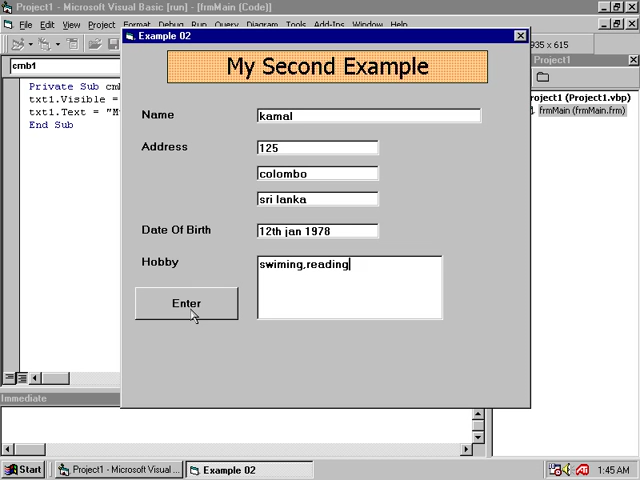 Project1 - Microsoft Visual Basic [run] - [frmMain (Code)]
File Edit View Project Format Debug Run Query Diagram Tools Add-Ins Window Help
Example 02
935 x 615
cmb1
Project1
My Second Example
Private Sub cm
txt1.Visible =
txt1.Text = "M
End Sub
roject1 (Project1.vbp)
frmMain (frmMain.frm)
Name
kamal
Address
125
colombo
sri lanka
Date Of Birth
12th jan 1978
Hobby
swiming,reading
Enter
Immediate
Start
Project1 - Microsoft Visual ...
Example 02
ATI
1:45 AM